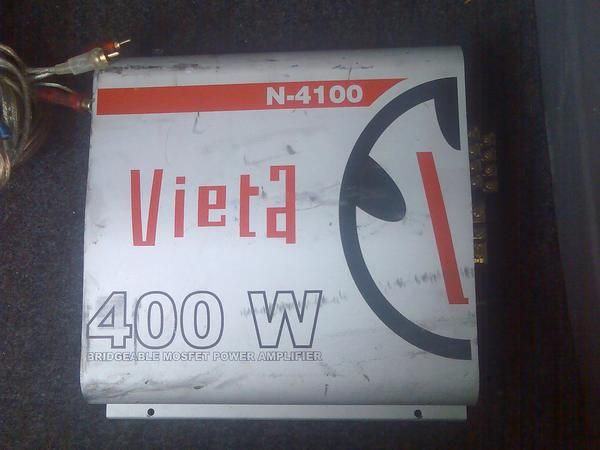 N-4100
Vieta
400 W
BRIDGEABLE MOSFET POWER AMPLIFIER